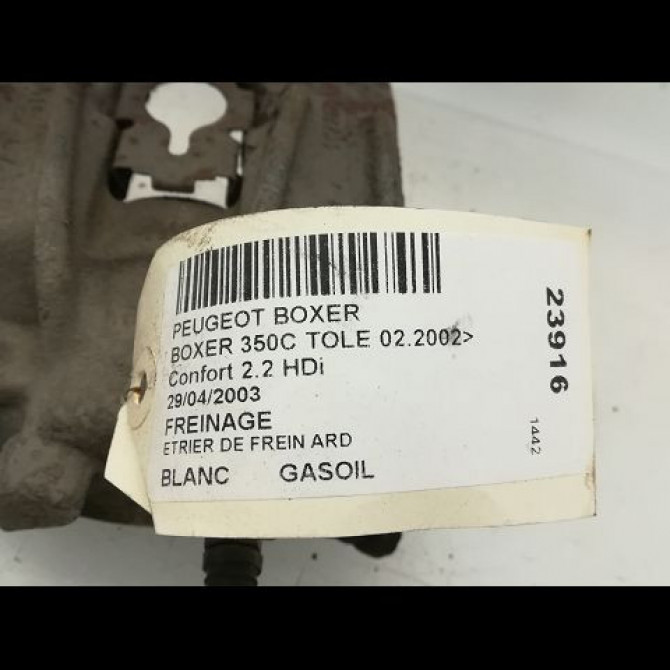 PEUGEOT BOXER
BOXER 350C TOLE 02.2002>
Confort 2.2 HDi
29/04/2003
FREINAGE
ETRIER DE FREIN ARD
BLANC GASOIL
23916
1442